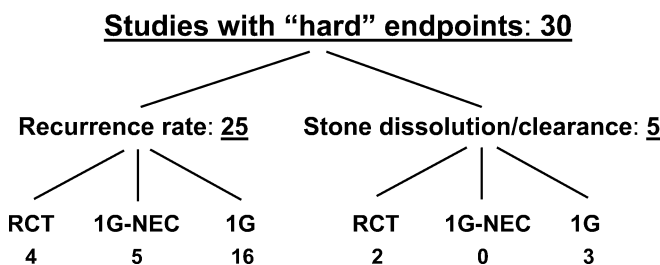 Studies with “hard” endpoints: 30
Recurrence rate: 25 Stone dissolution/clearance: 5
RCT 1G-NEC 1G RCT 1G-NEC 1G
4 5 16 2 0 3